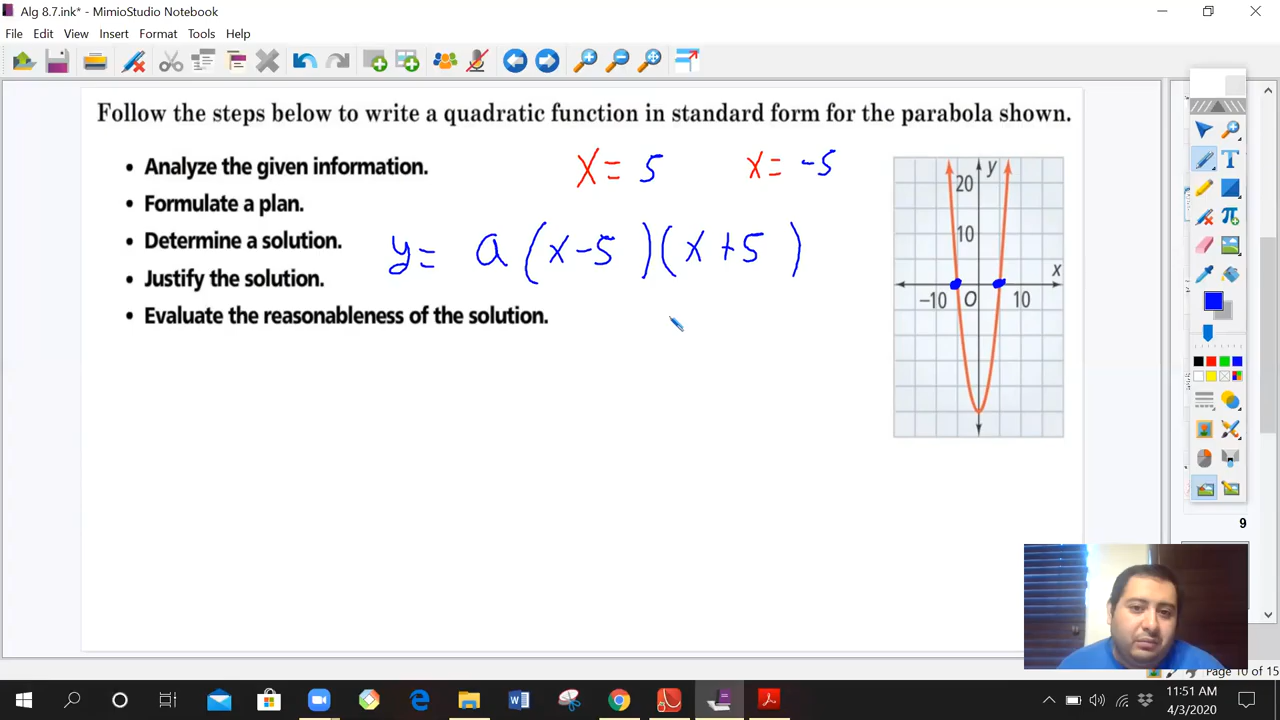 Alg 8.7.ink* - MimioStudio Notebook
File Edit View Insert Format Tools Help
Follow the steps below to write a quadratic function in standard form for the parabola shown.
• Analyze the given information.
• Formulate a plan.
• Determine a solution.
• Justify the solution.
• Evaluate the reasonableness of the solution.
X = 5 x = -5
y = a (x - 5) (x + 5)
y
20
10
x
-10 O 10
9
Page 10 of 15
11:51 AM
4/3/2020